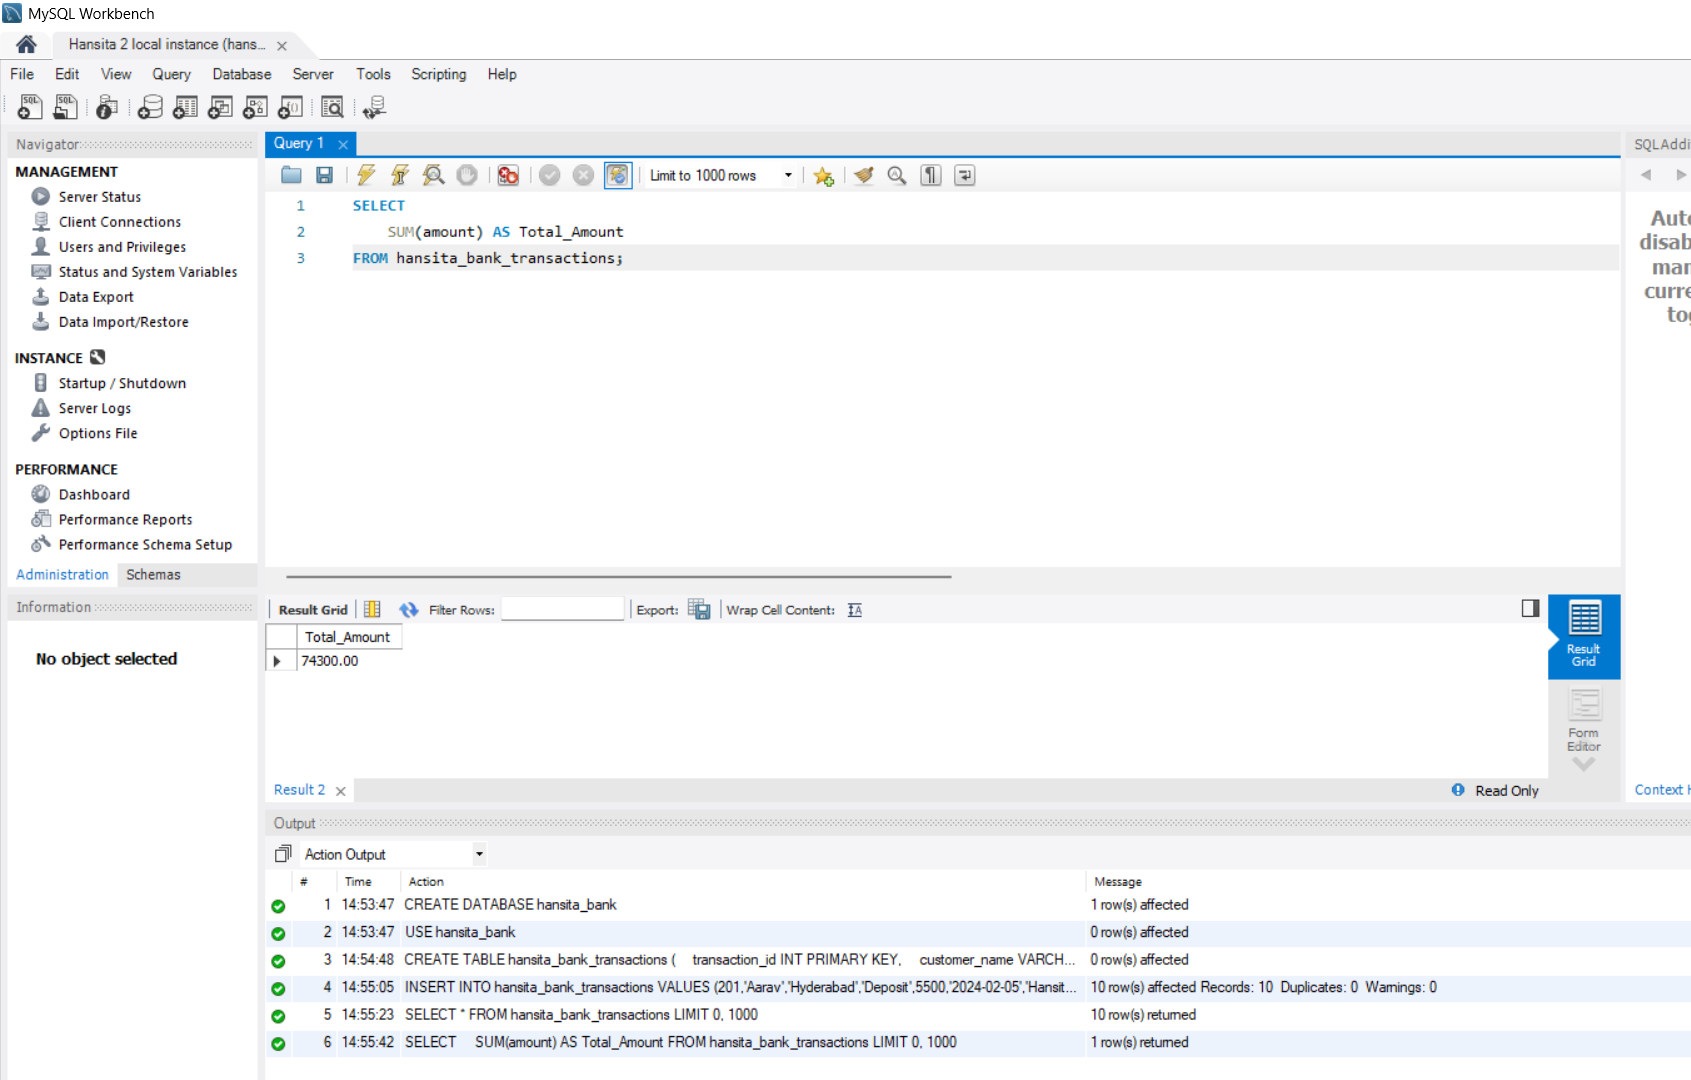 MySQL Workbench
Hansita 2 local instance (hans...
File Edit View Query Database Server Tools Scripting Help
Navigator
MANAGEMENT
Server Status
Client Connections
Users and Privileges
Status and System Variables
Data Export
Data Import/Restore
INSTANCE
Startup / Shutdown
Server Logs
Options File
PERFORMANCE
Dashboard
Performance Reports
Performance Schema Setup
Administration Schemas
Information
No object selected
Query 1
Limit to 1000 rows
1 SELECT
2 SUM(amount) AS Total_Amount
3 FROM hansita_bank_transactions;
Result Grid Filter Rows: Export: Wrap Cell Content:
Total_Amount
74300.00
Result
Grid
Form
Editor
Result 2 Read Only
SQLAddi
Auto
disab
man
curre
tog
Context H
Output
Action Output
# Time Action Message
1 14:53:47 CREATE DATABASE hansita_bank 1 row(s) affected
2 14:53:47 USE hansita_bank 0 row(s) affected
3 14:54:48 CREATE TABLE hansita_bank_transactions ( transaction_id INT PRIMARY KEY, customer_name VARCH... 0 row(s) affected
4 14:55:05 INSERT INTO hansita_bank_transactions VALUES (201,'Aarav','Hyderabad','Deposit',5500,'2024-02-05','Hansit... 10 row(s) affected Records: 10 Duplicates: 0 Warnings: 0
5 14:55:23 SELECT * FROM hansita_bank_transactions LIMIT 0, 1000 10 row(s) returned
6 14:55:42 SELECT SUM(amount) AS Total_Amount FROM hansita_bank_transactions LIMIT 0, 1000 1 row(s) returned